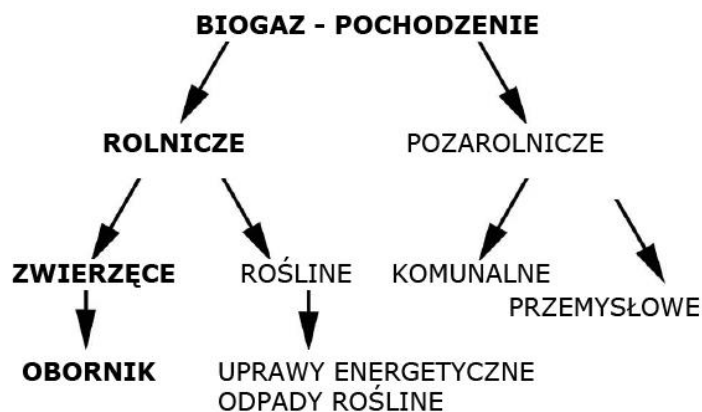 BIOGAZ - POCHODZENIE
ROLNICZE
POZAROLNICZE
ZWIERZĘCE
ROŚLINE
KOMUNALNE
PRZEMYSŁOWE
OBORNIK
UPRAWY ENERGETYCZNE
ODPADY ROŚLINE